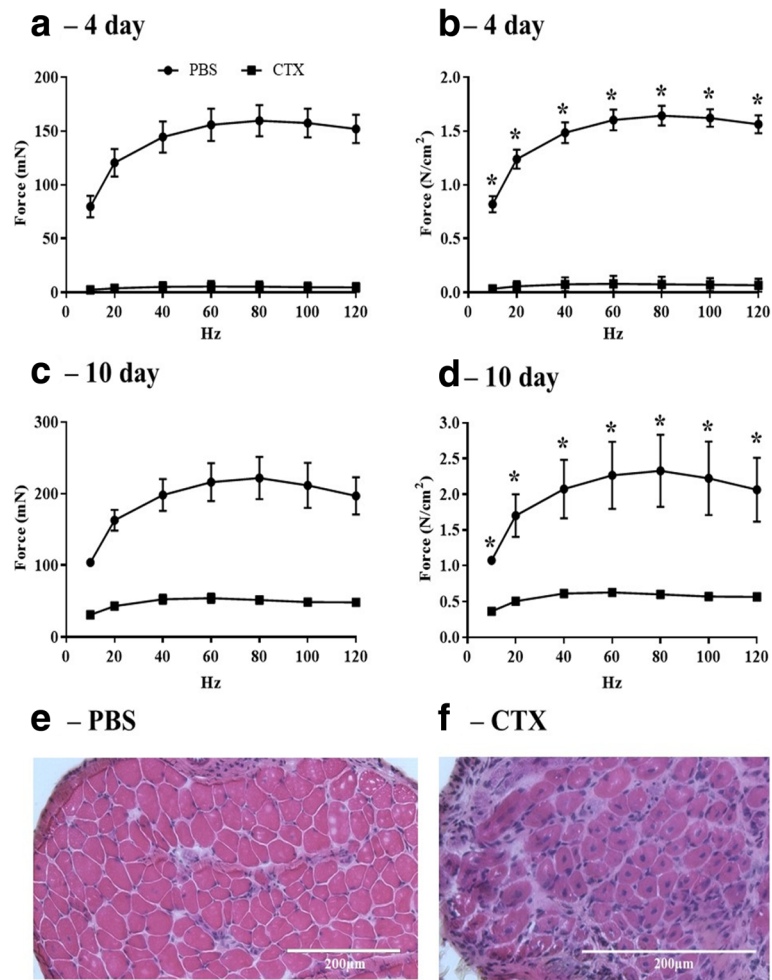 a – 4 day
b – 4 day
PBS CTX
Force (mN)
200
150
100
50
0
0 20 40 60 80 100 120
Hz
Force (N/cm²)
2.0
1.5
1.0
0.5
0.0
* * * * * * *
0 20 40 60 80 100 120
Hz
c – 10 day
d – 10 day
Force (mN)
300
200
100
0
0 20 40 60 80 100 120
Hz
Force (N/cm²)
3.0
2.5
2.0
1.5
1.0
0.5
0.0
* * * * * * *
0 20 40 60 80 100 120
Hz
e – PBS
f – CTX
200µm
200µm